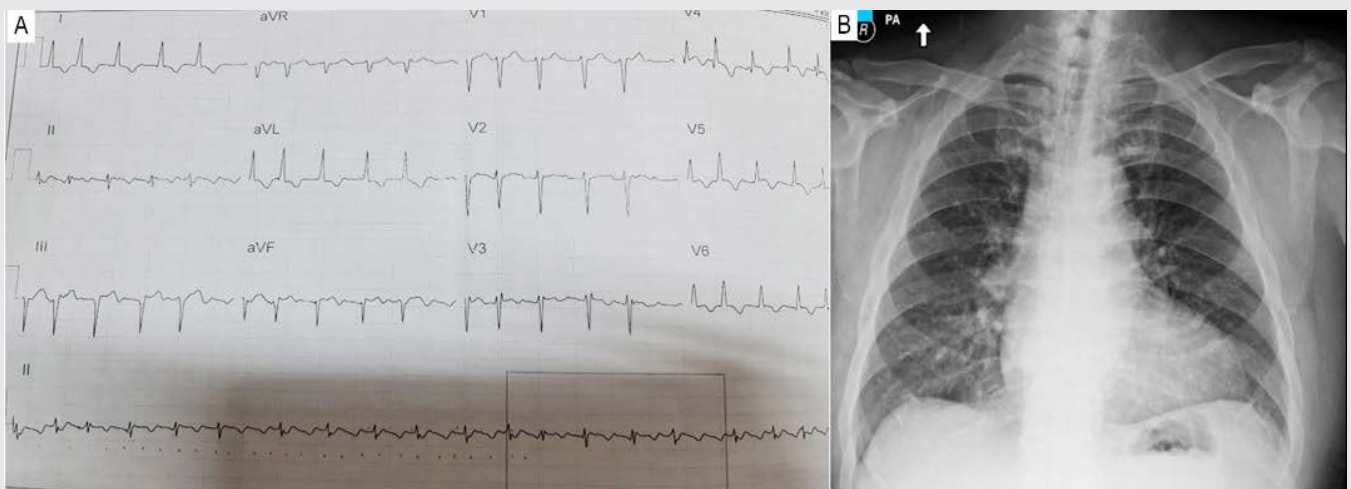 A
I aVR V1 V4
II aVL V2 V5
III aVF V3 V6
II
B
R PA